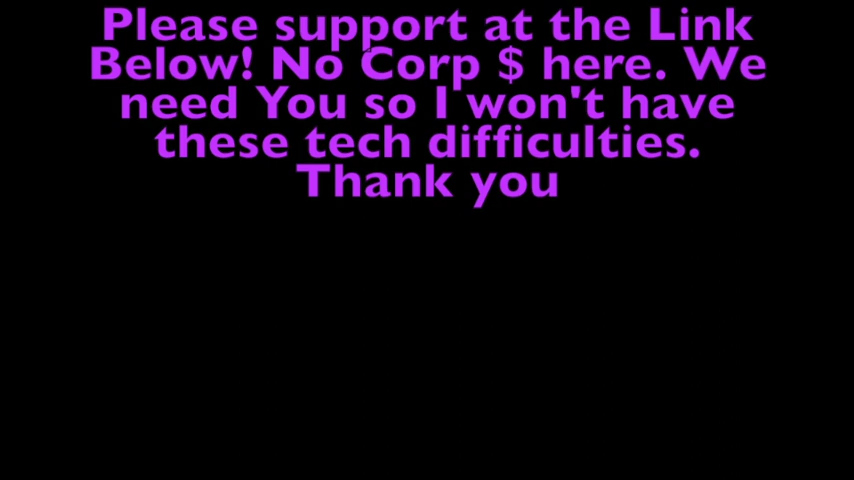 Please support at the Link
Below! No Corp $ here. We
need You so I won't have
these tech difficulties.
Thank you